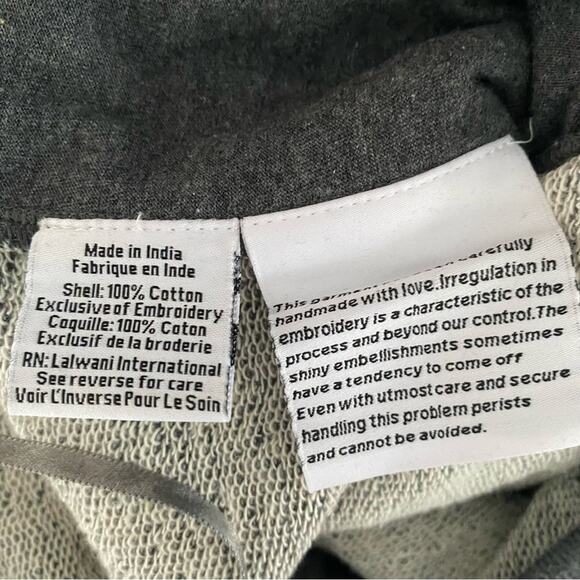 Made in India
Fabrique en Inde
Shell: 100% Cotton
Exclusive of Embroidery
Coquille: 100% Coton
Exclusif de la broderie
RN: Lalwani International
See reverse for care
Voir L'Inverse Pour Le Soin
This carefully
handmade with love.Irregulation in
embroidery is a characteristic of the
process and beyond our control.The
shiny embellishments sometimes
have a tendency to come off
Even with utmost care and secure
handling this problem perists
and cannot be avoided.